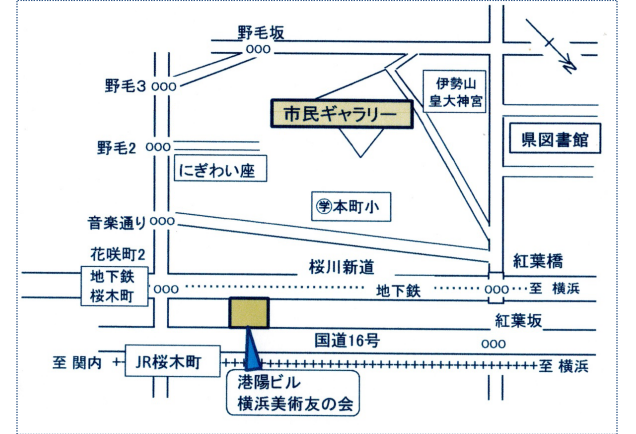 野毛坂
野毛3
伊勢山
皇大神宮
N
市民ギャラリー
県図書館
野毛2
にぎわい座
学本町小
音楽通り
花咲町2
地下鉄
桜木町
桜川新道
紅葉橋
地下鉄
至 横浜
紅葉坂
国道16号
至 関内
JR桜木町
至 横浜
港陽ビル
横浜美術友の会